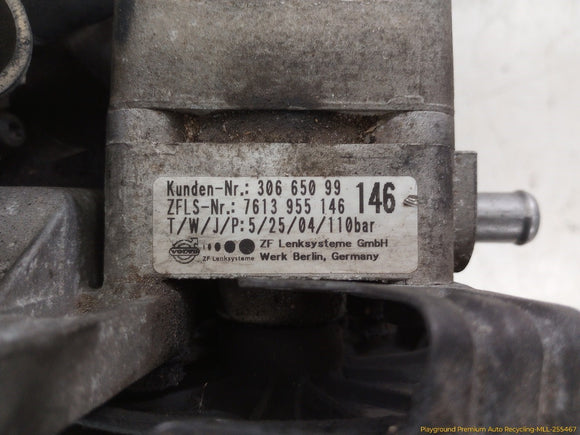 Kunden-Nr.: 306 650 99
ZFLS-Nr.: 7613 955 146 146
T/W/J/P:5/25/04/110bar
VOLVO ZF Lenksysteme ZF Lenksysteme GmbH
Werk Berlin, Germany
Playground Premium Auto Recycling-MLL-255467